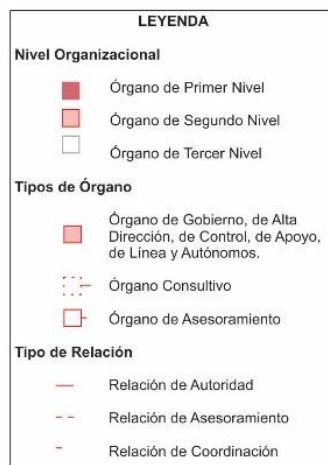 LEYENDA
Nivel Organizacional
Órgano de Primer Nivel
Órgano de Segundo Nivel
Órgano de Tercer Nivel
Tipos de Órgano
Órgano de Gobierno, de Alta
Dirección, de Control, de Apoyo,
de Línea y Autónomos.
Órgano Consultivo
Órgano de Asesoramiento
Tipo de Relación
Relación de Autoridad
Relación de Asesoramiento
Relación de Coordinación